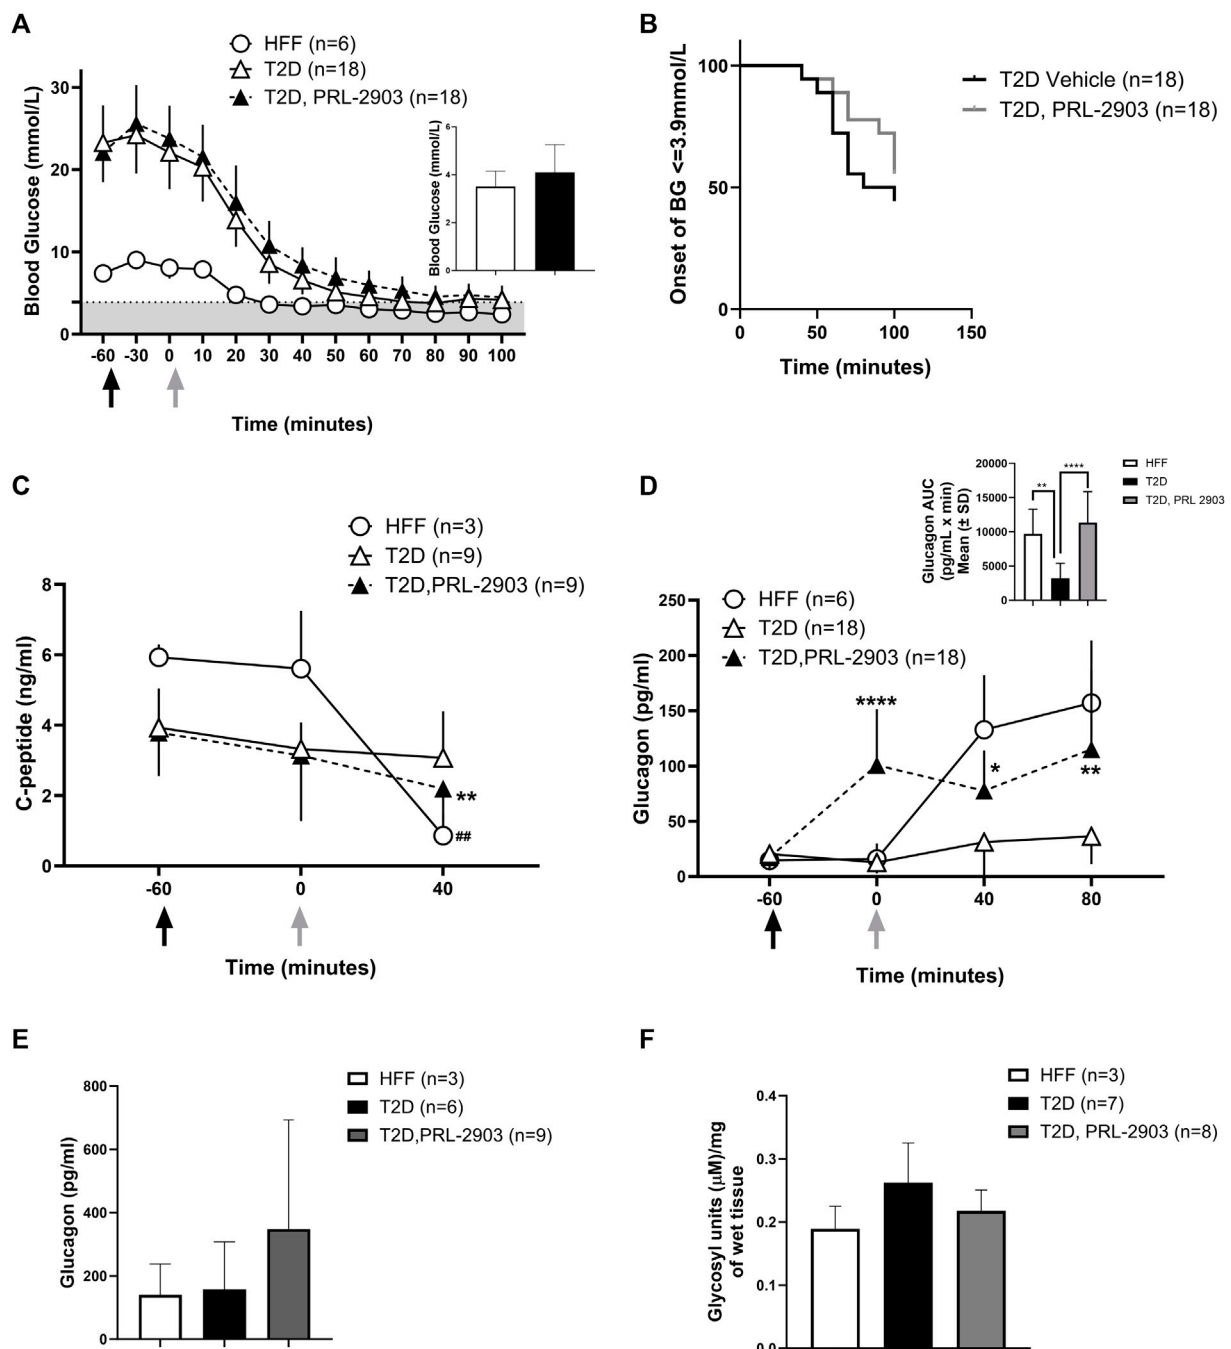 A
HFF (n=6)
T2D (n=18)
T2D, PRL-2903 (n=18)
Blood Glucose (mmol/L)
30
20
10
0
-60 -30 0 10 20 30 40 50 60 70 80 90 100
Time (minutes)
Blood Glucose (mmol/L)
6
4
2
0
B
Onset of BG <=3.9mmol/L
100
50
0
0 50 100 150
Time (minutes)
T2D Vehicle (n=18)
T2D, PRL-2903 (n=18)
C
HFF (n=3)
T2D (n=9)
T2D,PRL-2903 (n=9)
C-peptide (ng/ml)
8
6
4
2
0
**
##
-60 0 40
Time (minutes)
D
Glucagon AUC
(pg/mL x min)
Mean (± SD)
20000
15000
10000
5000
0
**
****
HFF
T2D
T2D, PRL 2903
HFF (n=6)
T2D (n=18)
T2D,PRL-2903 (n=18)
Glucagon (pg/ml)
250
200
150
100
50
0
****
*
**
-60 0 40 80
Time (minutes)
E
HFF (n=3)
T2D (n=6)
T2D,PRL-2903 (n=9)
Glucagon (pg/ml)
800
600
400
200
0
F
HFF (n=3)
T2D (n=7)
T2D, PRL-2903 (n=8)
Glycosyl units (μM)/mg
of wet tissue
0.4
0.3
0.2
0.1
0.0